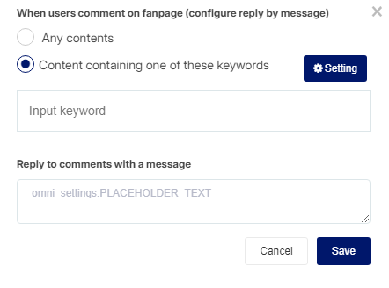 When users comment on fanpage (configure reply by message)
Any contents
Content containing one of these keywords
Setting
Input keyword
Reply to comments with a message
omni_settings.PLACEHOLDER_TEXT
Cancel
Save